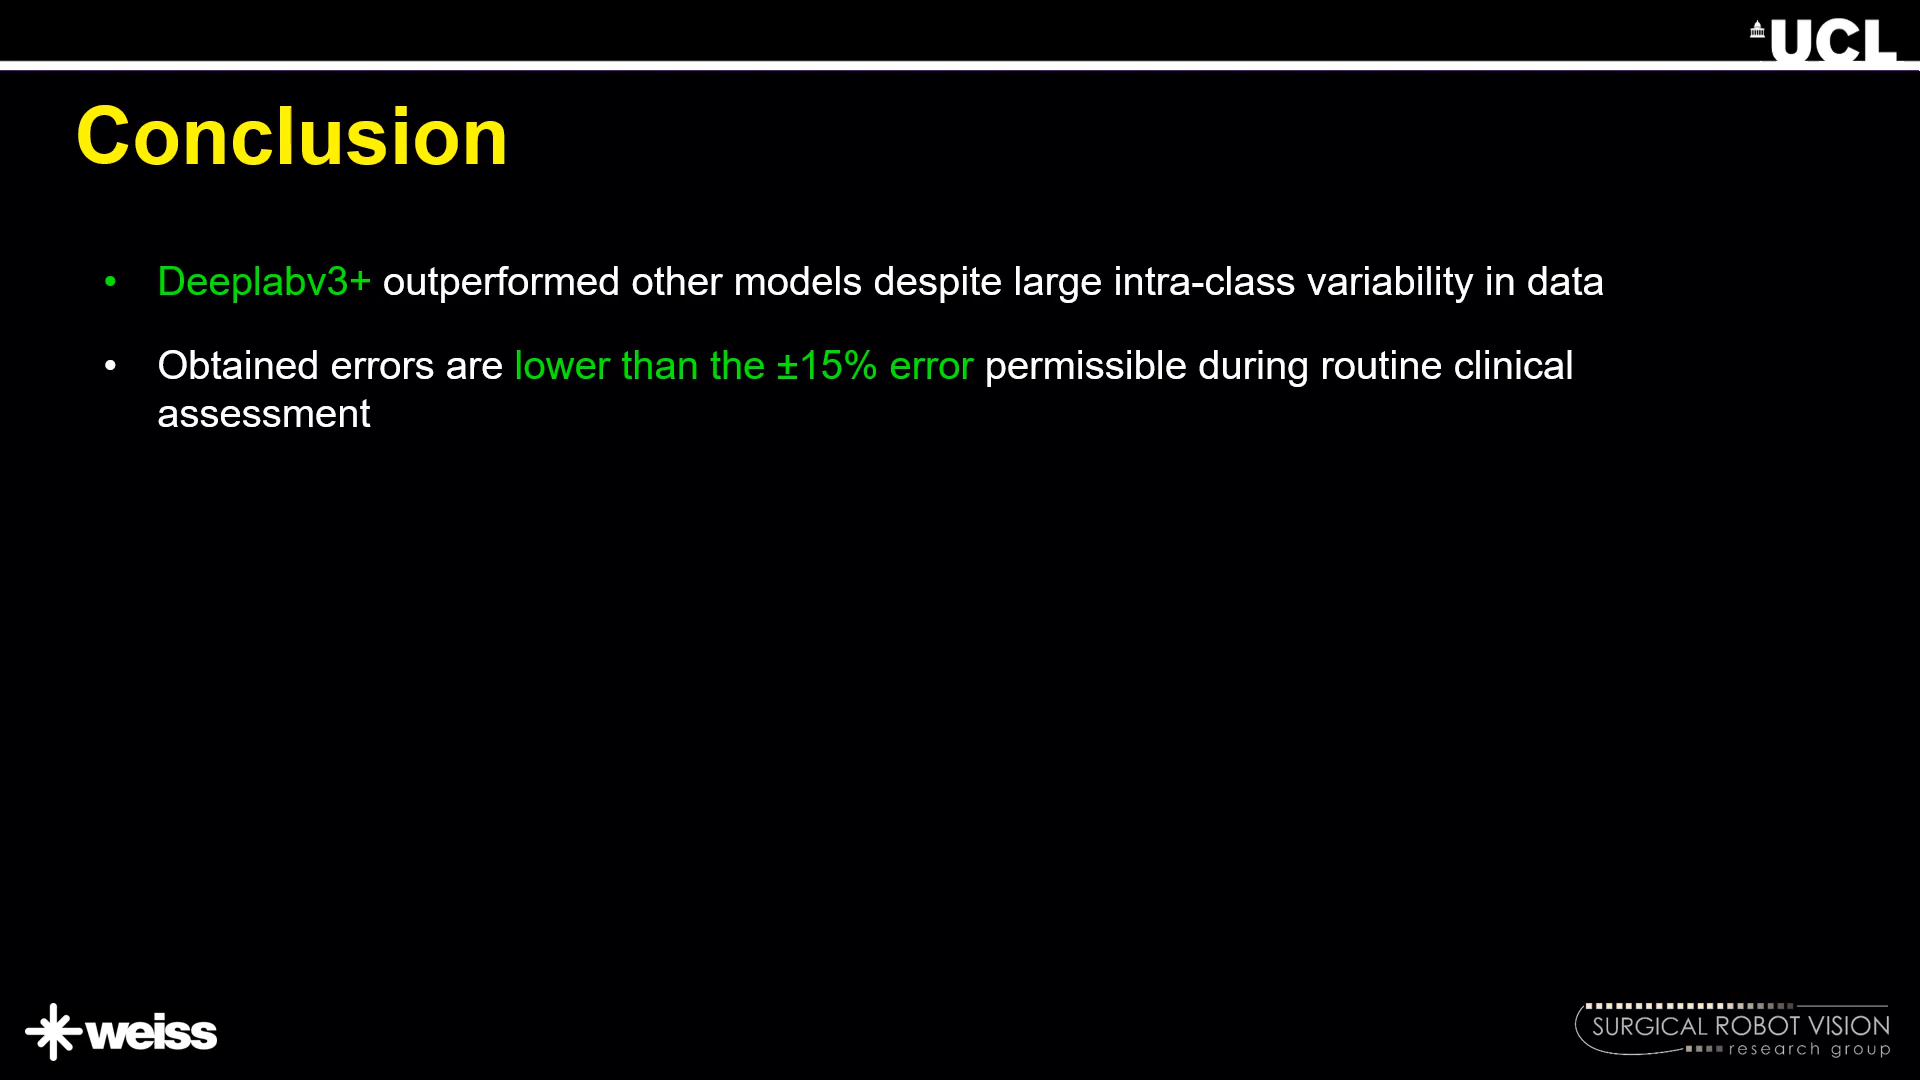 UCL
Conclusion
• Deeplabv3+ outperformed other models despite large intra-class variability in data
• Obtained errors are lower than the ±15% error permissible during routine clinical
assessment
weiss
SURGICAL ROBOT VISION
research group